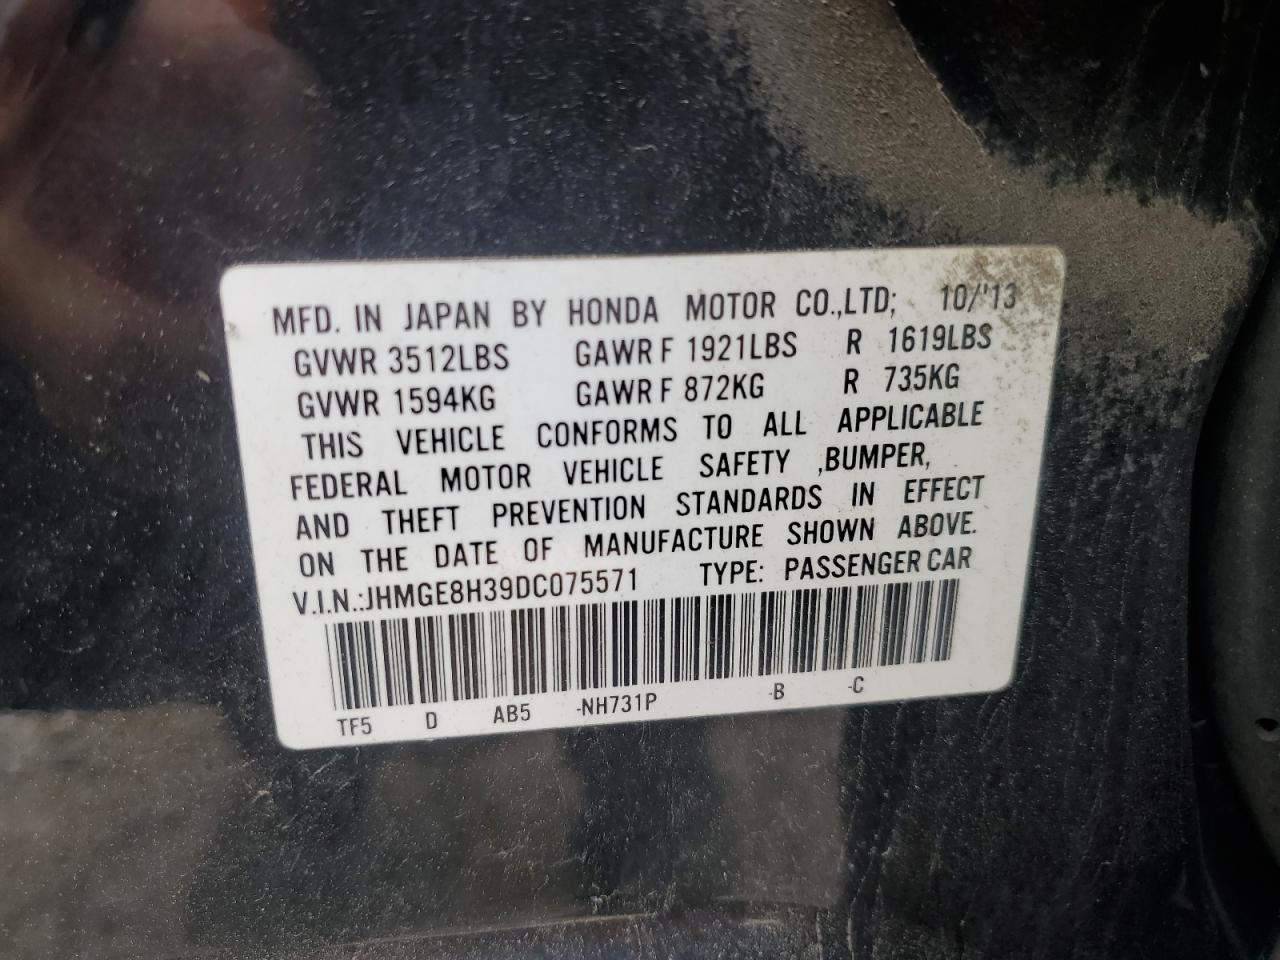 MFD. IN JAPAN BY HONDA MOTOR CO.,LTD; 10/'13
GVWR 3512LBS GAWR F 1921LBS R 1619LBS
GVWR 1594KG GAWR F 872KG R 735KG
THIS VEHICLE CONFORMS TO ALL APPLICABLE
FEDERAL MOTOR VEHICLE SAFETY ,BUMPER,
AND THEFT PREVENTION STANDARDS IN EFFECT
ON THE DATE OF MANUFACTURE SHOWN ABOVE.
V.I.N.:JHMGE8H39DC075571 TYPE: PASSENGER CAR
TF5 D AB5 -NH731P -B -C